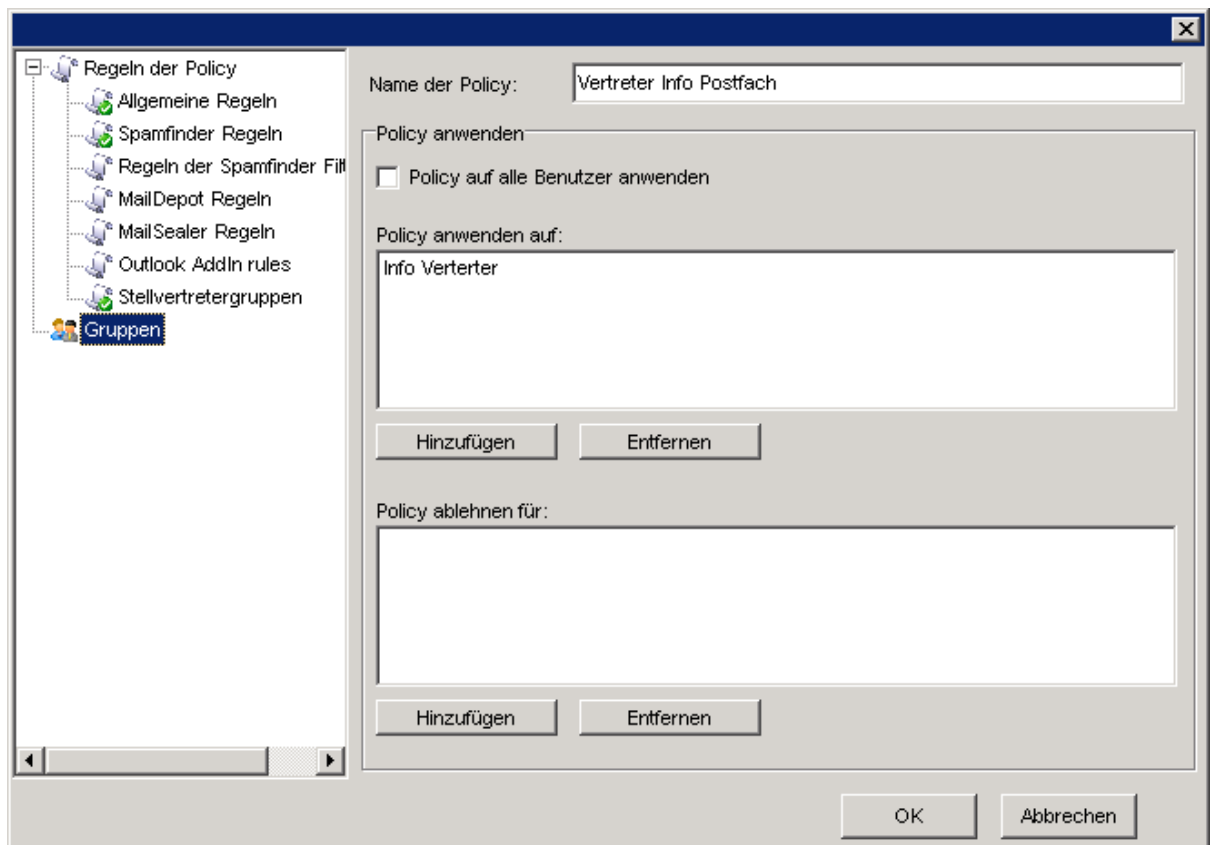 Regeln der Policy
Allgemeine Regeln
Spamfinder Regeln
Regeln der Spamfinder Filt
MailDepot Regeln
MailSealer Regeln
Outlook AddIn rules
Stellvertretergruppen
Gruppen
Name der Policy: Vertreter Info Postfach
Policy anwenden
Policy auf alle Benutzer anwenden
Policy anwenden auf:
Info Verterter
Hinzufügen Entfernen
Policy ablehnen für:
Hinzufügen Entfernen
OK Abbrechen